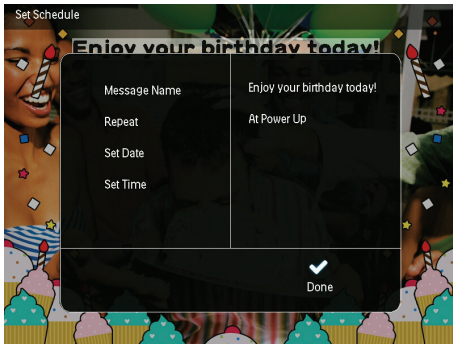 Set Schedule
Enjoy your birthday today!
Message Name
Enjoy your birthday today!
Repeat
At Power Up
Set Date
Set Time
Done